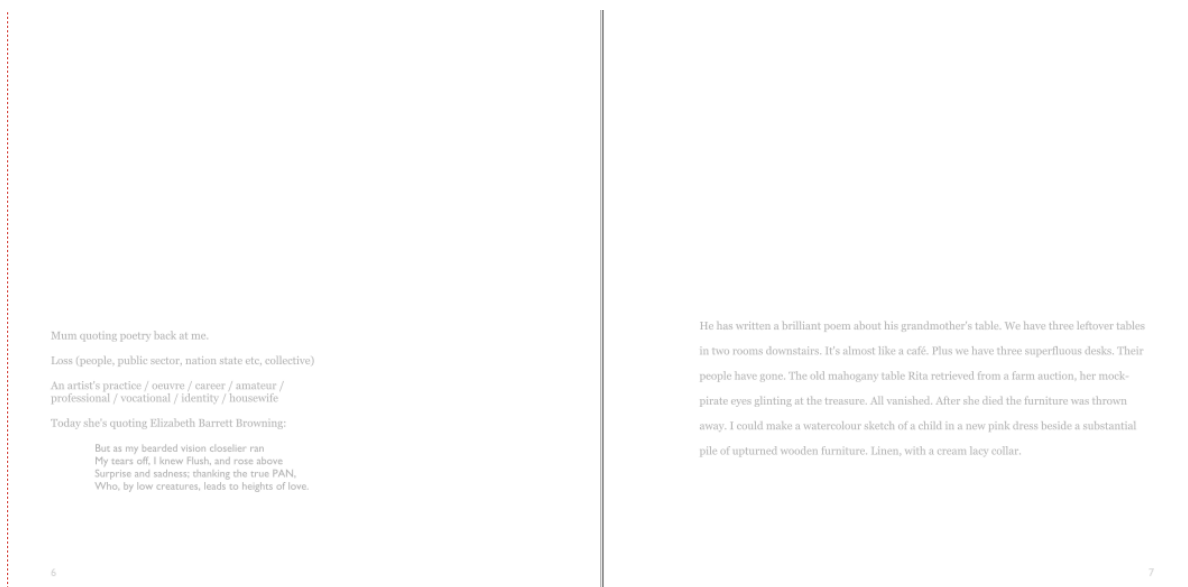 Mum quoting poetry back at me.
Loss (people, public sector, nation state etc, collective)
An artist's practice / oeuvre / career / amateur /
professional / vocational / identity / housewife
Today she's quoting Elizabeth Barrett Browning:
But as my bearded vision closelier ran
My tears off, I knew Flush, and rose above
Surprise and sadness; thanking the true PAN,
Who, by low creatures, leads to heights of love.
6
He has written a brilliant poem about his grandmother's table. We have three leftover tables
in two rooms downstairs. It's almost like a café. Plus we have three superfluous desks. Their
people have gone. The old mahogany table Rita retrieved from a farm auction, her mock-
pirate eyes glinting at the treasure. All vanished. After she died the furniture was thrown
away. I could make a watercolour sketch of a child in a new pink dress beside a substantial
pile of upturned wooden furniture. Linen, with a cream lacy collar.
7